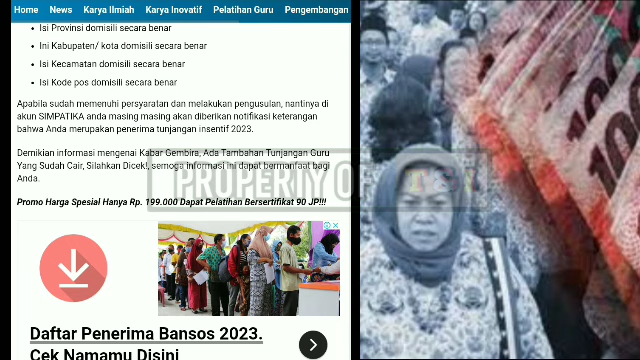 Home News Karya Ilmiah Karya Inovatif Pelatihan Guru Pengembangan
Isi Provinsi domisili secara benar
Ini Kabupaten/ kota domisili secara benar
Isi Kecamatan domisili secara benar
Isi Kode pos domisili secara benar
Apabila sudah memenuhi persyaratan dan melakukan pengusulan, nantinya di
akun SIMPATIKA anda masing masing akan diberikan notifikasi keterangan
bahwa Anda merupakan penerima tunjangan insentif 2023.
Demikian informasi mengenai Kabar Gembira, Ada Tambahan Tunjangan Guru
Yang Sudah Cair, Silahkan Dicek!, semoga informasi ini dapat bermanfaat bagi
Anda.
PROPERTY OF
Promo Harga Spesial Hanya Rp. 199.000 Dapat Pelatihan Bersertifikat 90 JP!!!
Daftar Penerima Bansos 2023.
Cek Namamu Disini